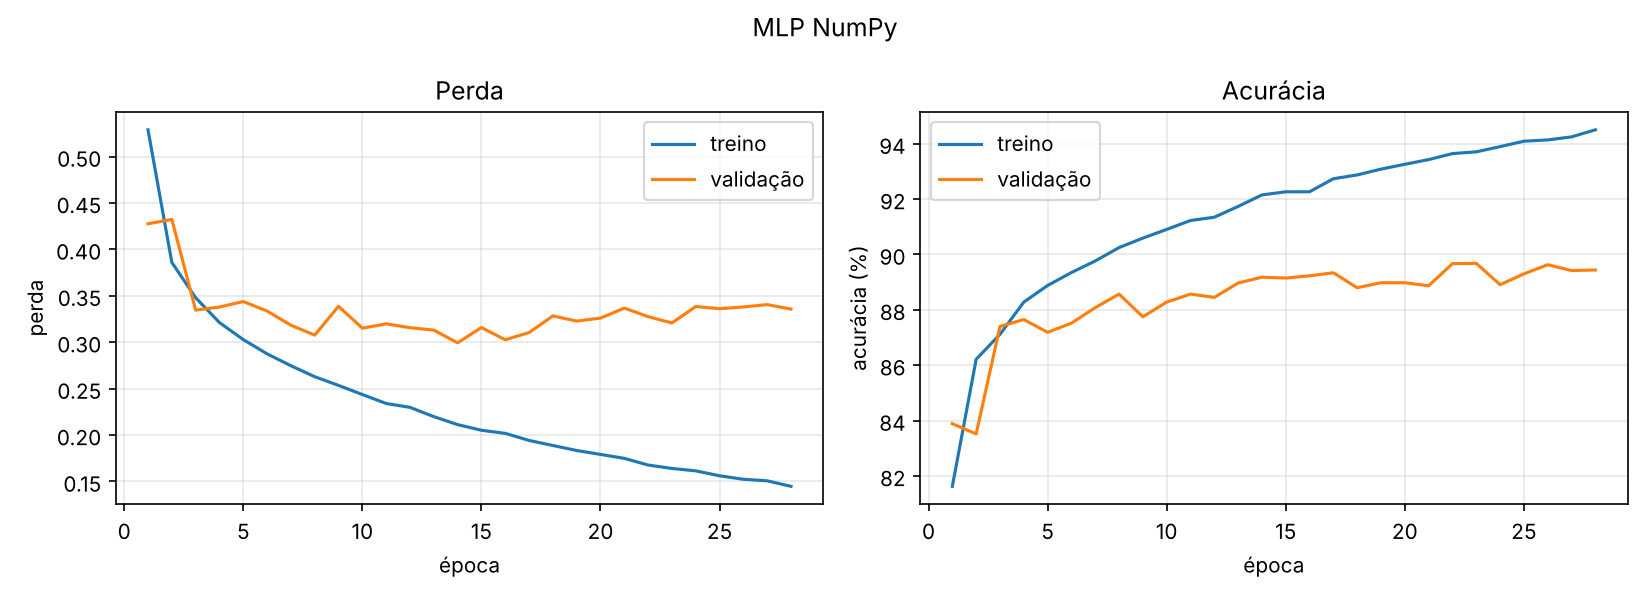 MLP NumPy
Perda
treino
validação
0.50
0.45
0.40
0.35
0.30
0.25
0.20
0.15
perda
0 5 10 15 20 25
época
Acurácia
treino
validação
94
92
90
88
86
84
82
acurácia (%)
0 5 10 15 20 25
época